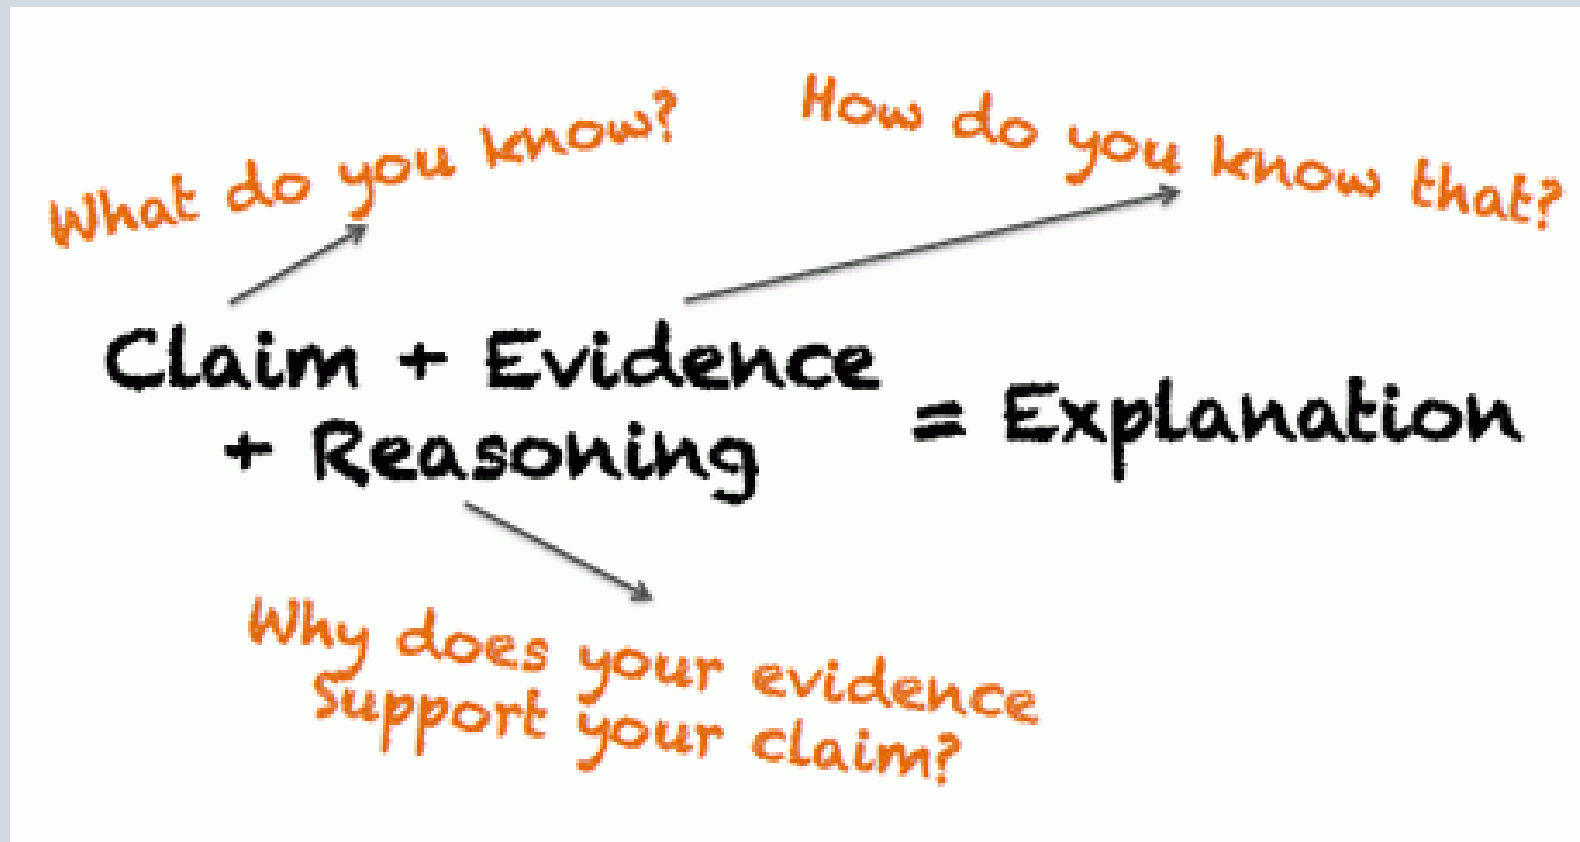 What do you know?
How do you know that?
Claim + Evidence
+ Reasoning
= Explanation
Why does your evidence
Support your claim?